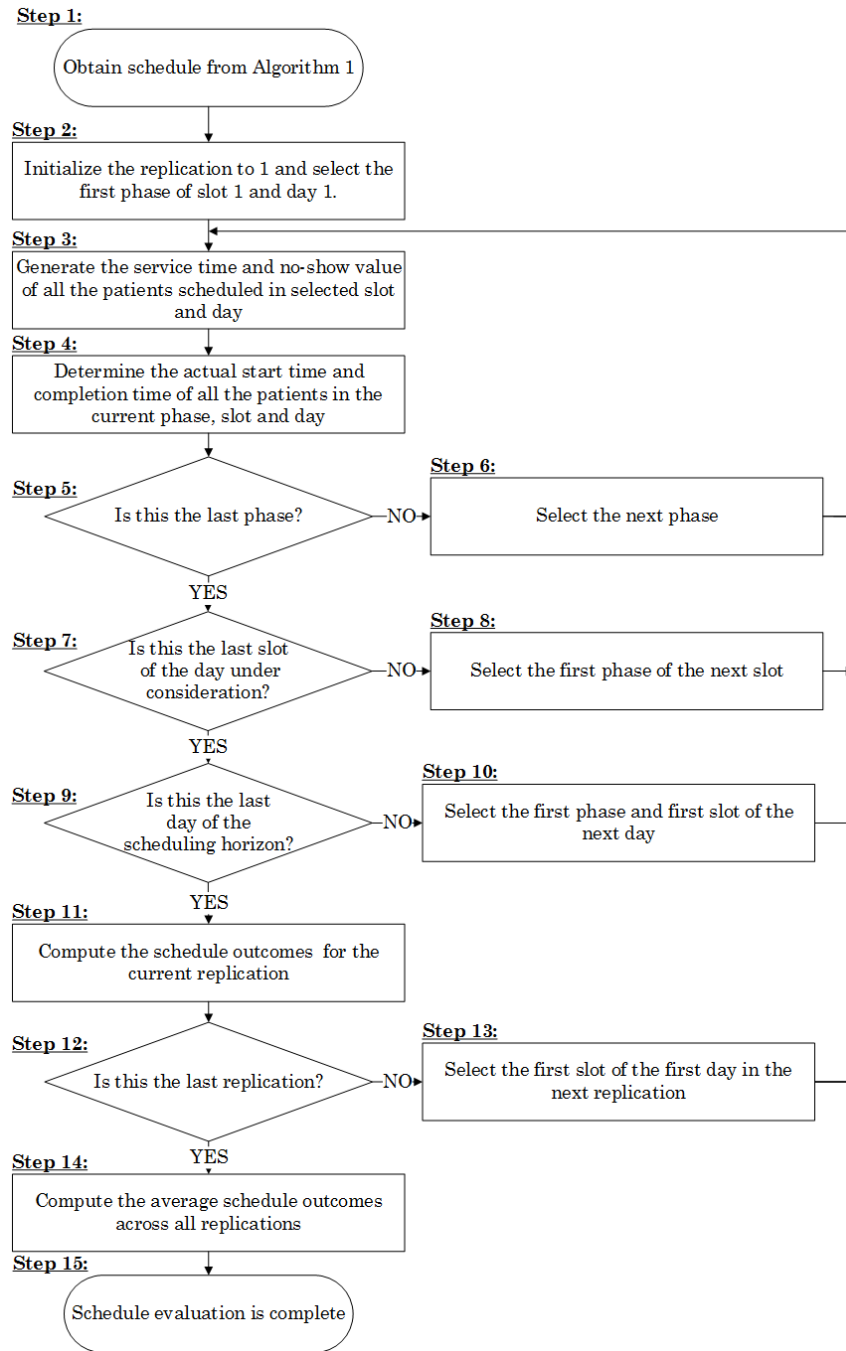 Step 1:
Obtain schedule from Algorithm 1
Step 2:
Initialize the replication to 1 and select the
first phase of slot 1 and day 1.
Step 3:
Generate the service time and no-show value
of all the patients scheduled in selected slot
and day
Step 4:
Determine the actual start time and
completion time of all the patients in the
current phase, slot and day
Step 5:
Is this the last phase?
NO
Step 6:
Select the next phase
YES
Step 7:
Is this the last slot
of the day under
consideration?
NO
Step 8:
Select the first phase of the next slot
YES
Step 9:
Is this the last
day of the
scheduling horizon?
NO
Step 10:
Select the first phase and first slot of the
next day
YES
Step 11:
Compute the schedule outcomes for the
current replication
Step 12:
Is this the last replication?
NO
Step 13:
Select the first slot of the first day in the
next replication
YES
Step 14:
Compute the average schedule outcomes
across all replications
Step 15:
Schedule evaluation is complete